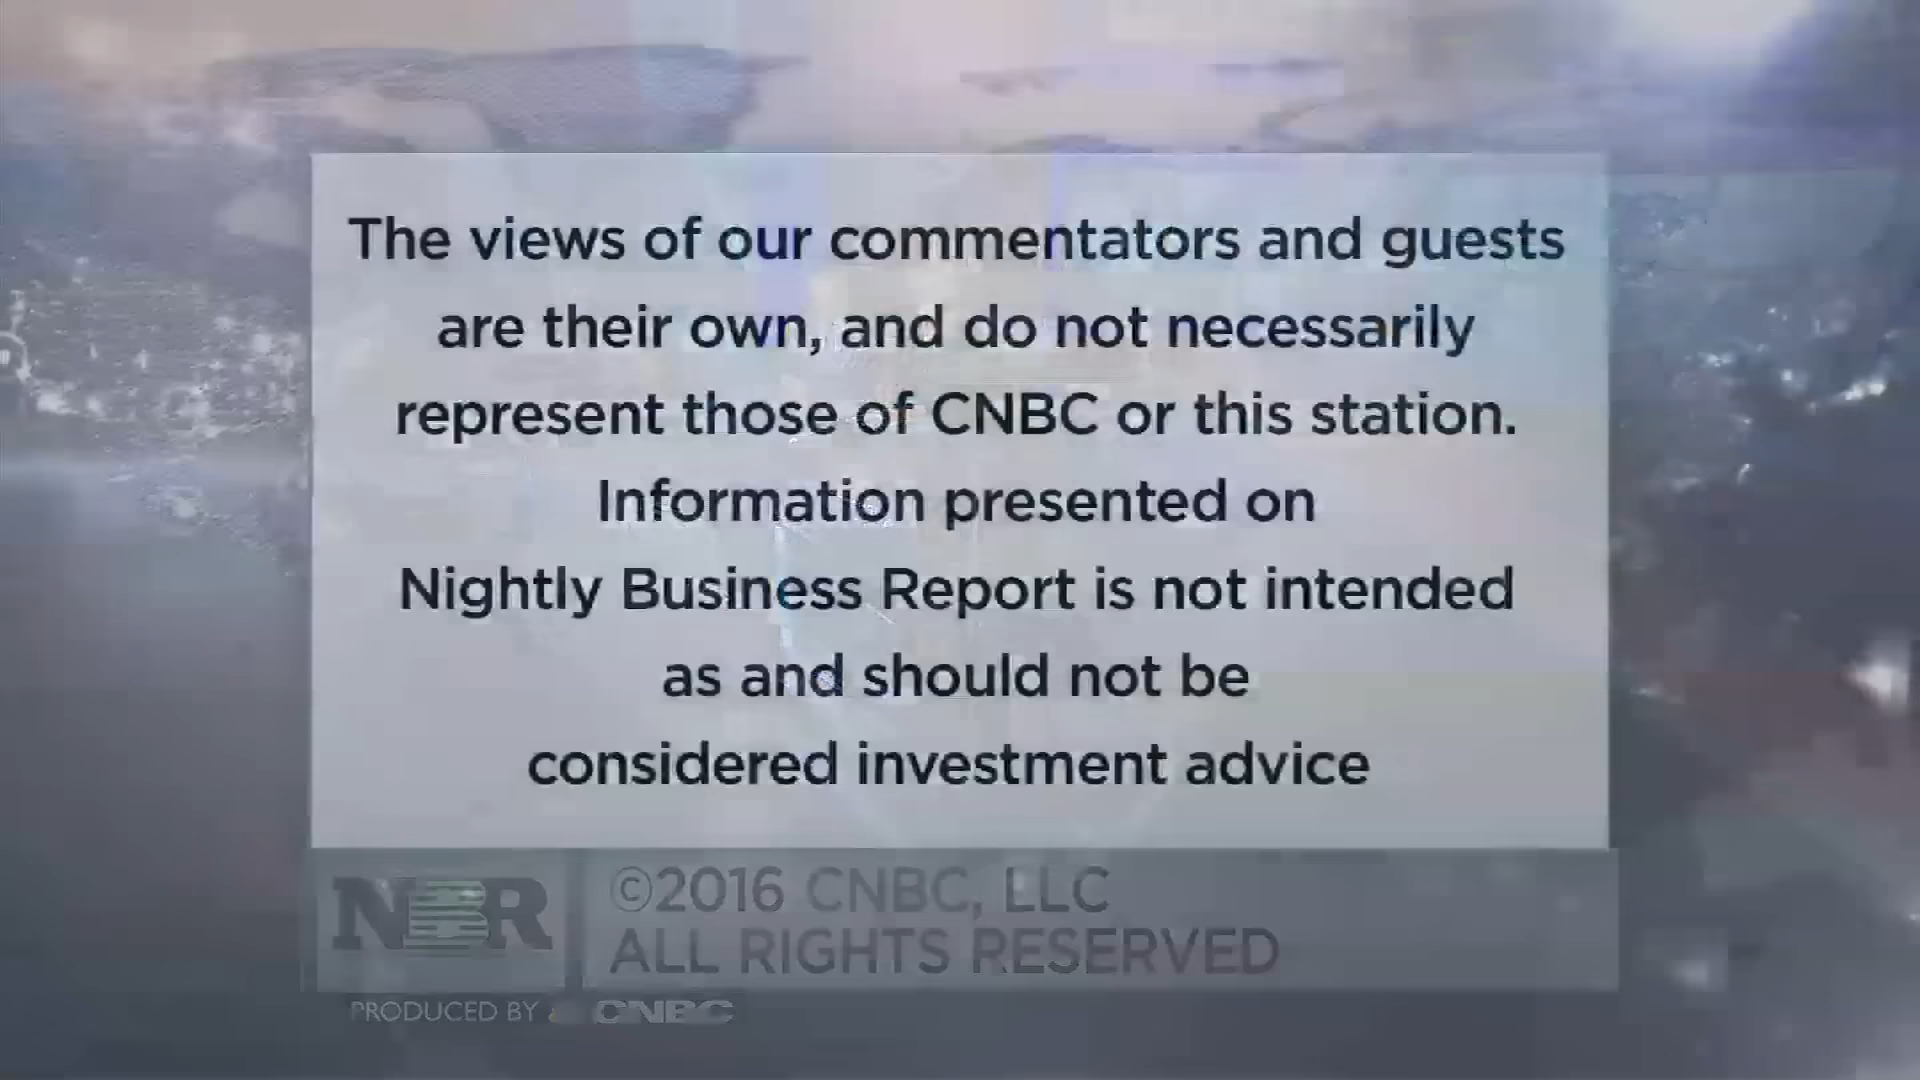 The views of our commentators and guests
are their own, and do not necessarily
represent those of CNBC or this station.
Information presented on
Nightly Business Report is not intended
as and should not be
considered investment advice
NBR
©2016 CNBC, LLC
ALL RIGHTS RESERVED
PRODUCED BY CNBC